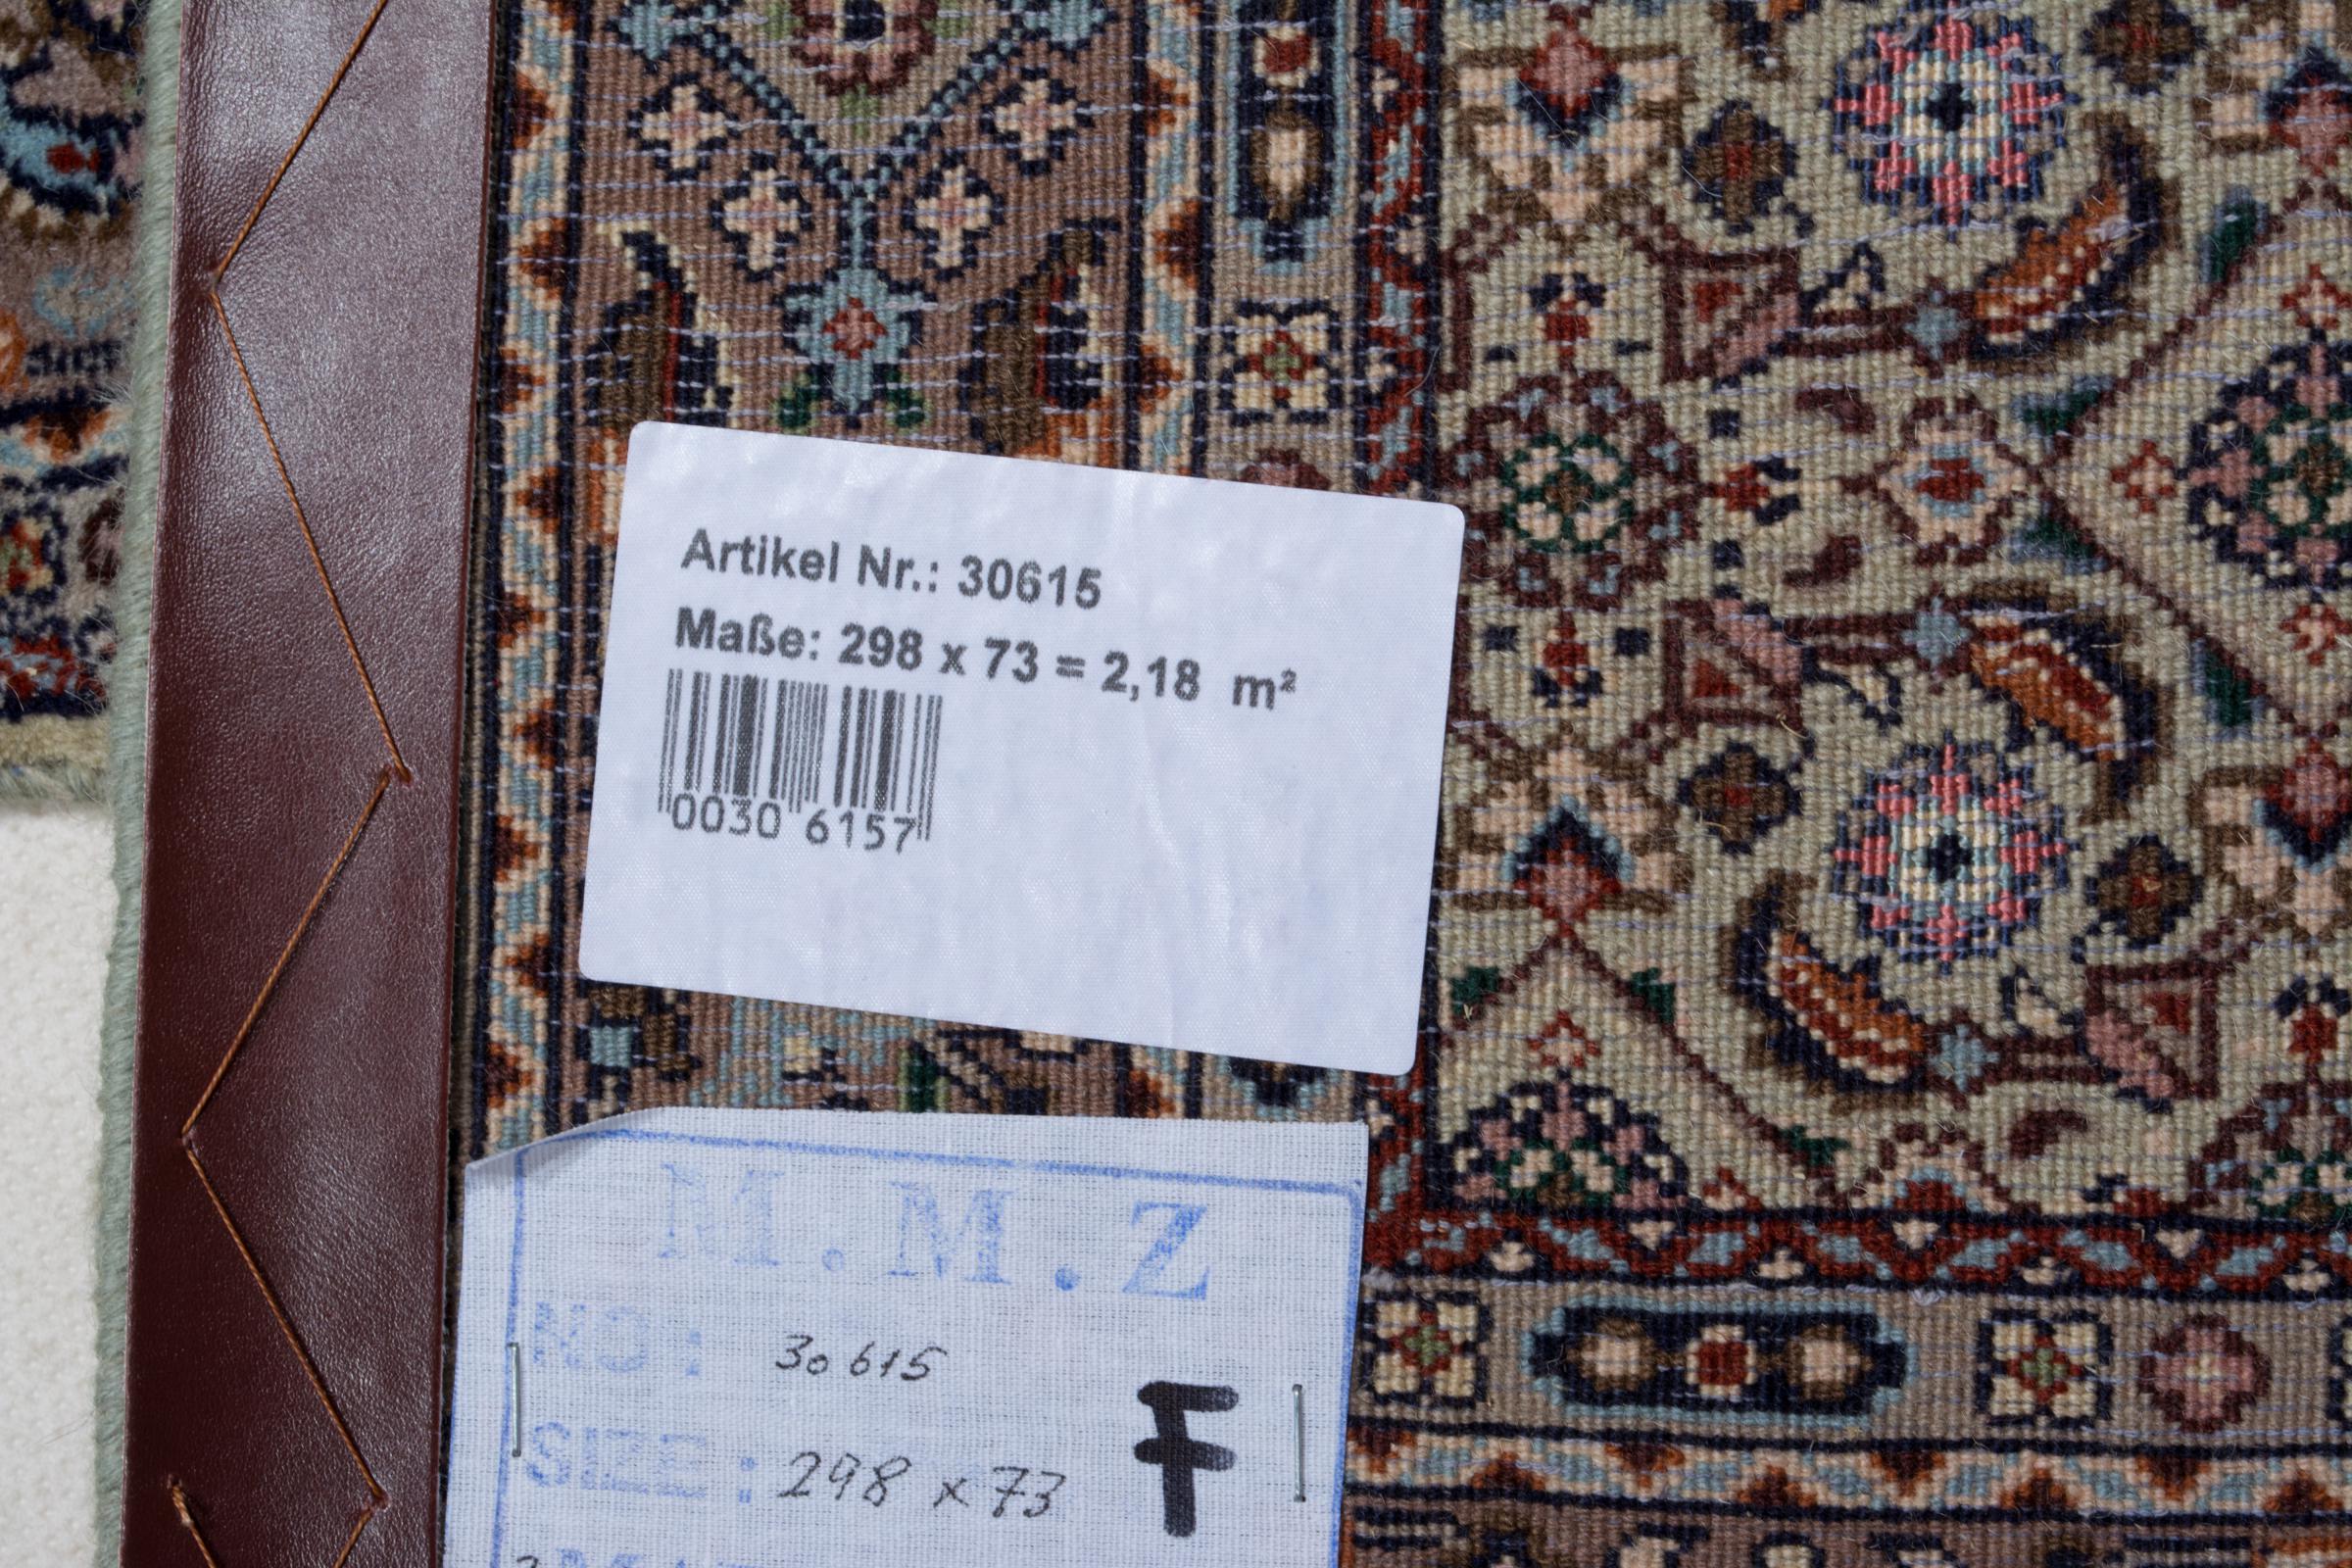 Artikel Nr.: 30615
Maße: 298 x 73 = 2,18 m²
0030 6157
M.M.Z
NO: 30615
SIZE: 298 x 73
F